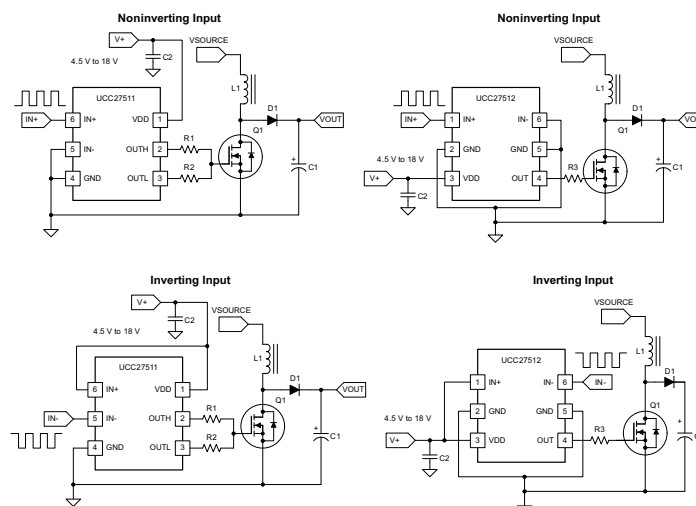 Noninverting Input
V+
VSOURCE
4.5 V to 18 V
C2
L1
UCC27511
D1
VOUT
IN+
6 IN+
VDD 1
Q1
5 IN-
OUTH 2
R1
4 GND
OUTL 3
R2
+
C1
Noninverting Input
VSOURCE
L1
UCC27512
D1
IN+
1 IN+
IN- 6
Q1
2 GND
GND 5
4.5 V to 18 V
V+
3 VDD
OUT 4
R3
+
C1
C2
Inverting Input
V+
VSOURCE
4.5 V to 18 V
C2
L1
UCC27511
D1
VOUT
6 IN+
VDD 1
Q1
IN-
5 IN-
OUTH 2
R1
4 GND
OUTL 3
R2
+
C1
Inverting Input
VSOURCE
L1
UCC27512
D1
1 IN+
IN- 6
IN-
Q1
2 GND
GND 5
4.5 V to 18 V
V+
3 VDD
OUT 4
R3
+
C2